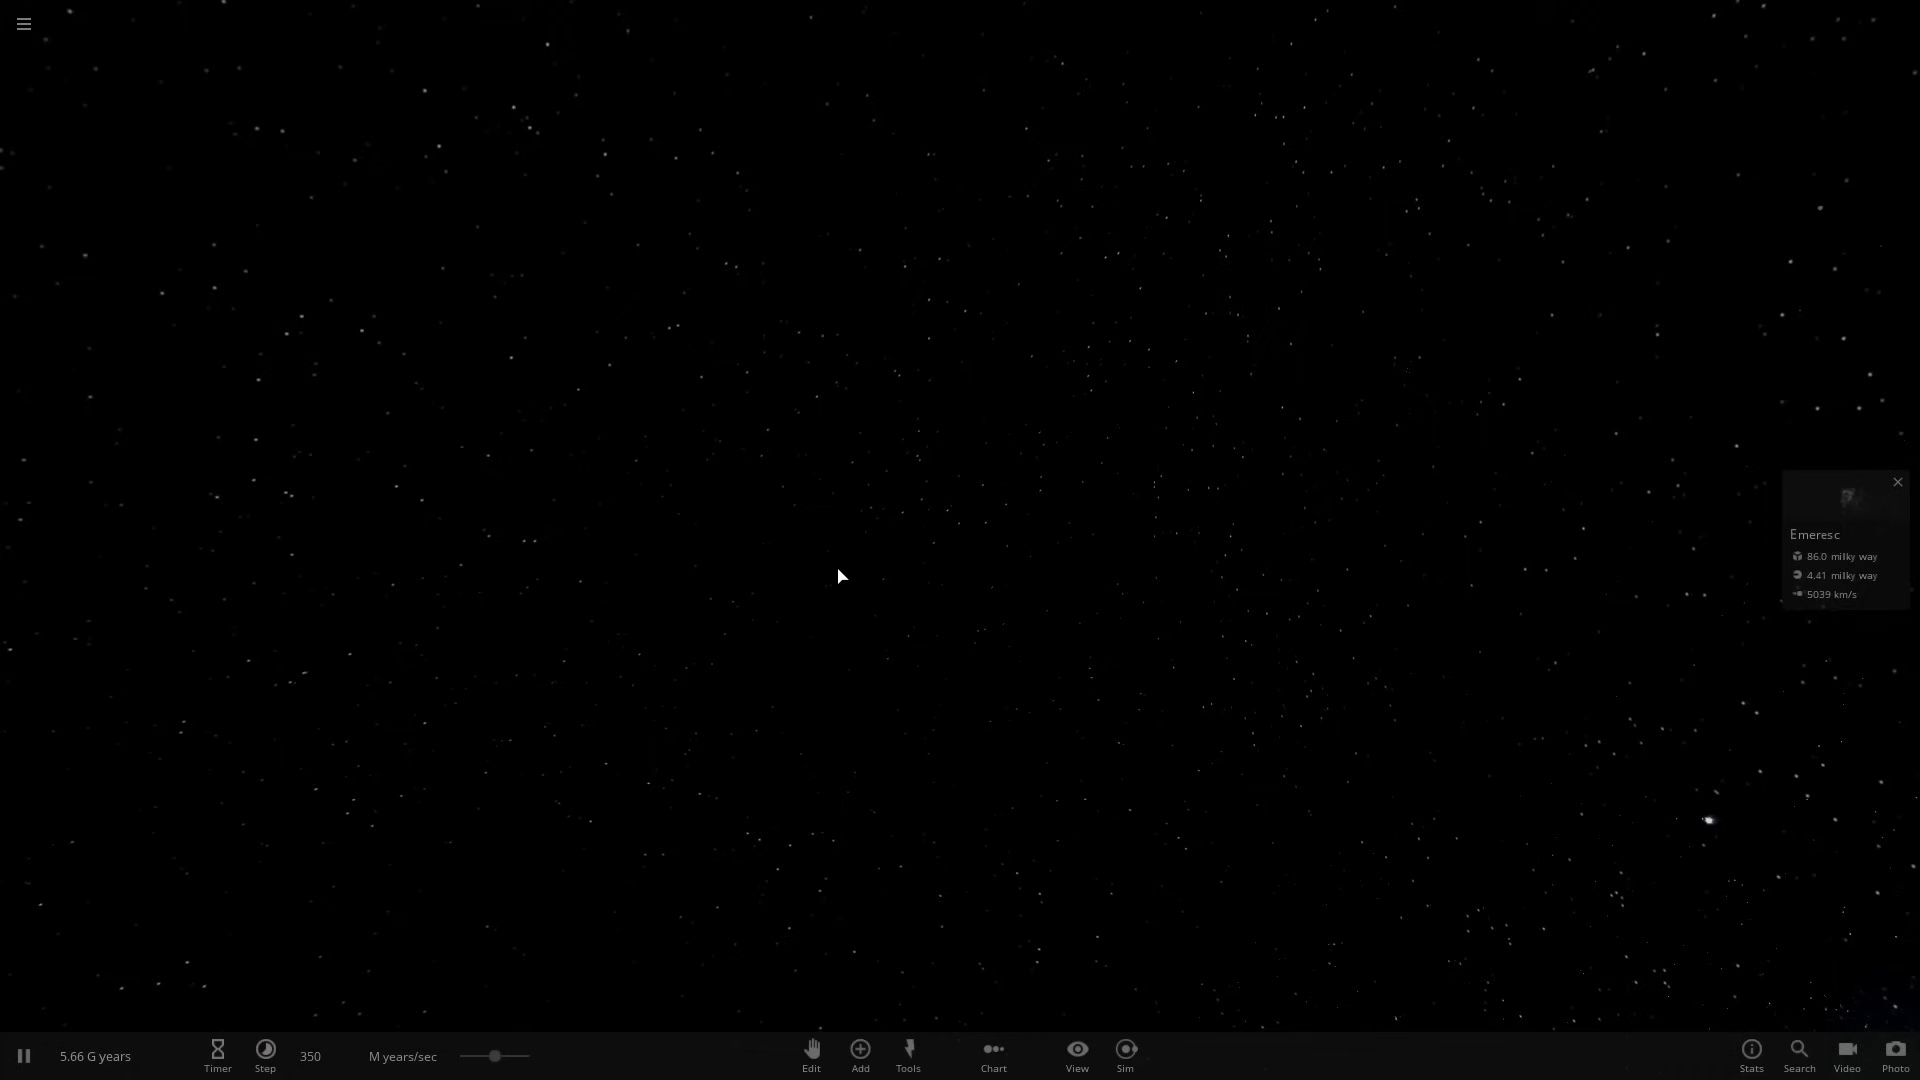 Emeresc
86.0 milky way
4.41 milky way
5039 km/s
5.66 G years
Timer
Step
350
M years/sec
Edit
Add
Tools
Chart
View
Sim
Stats
Search
Video
Photo